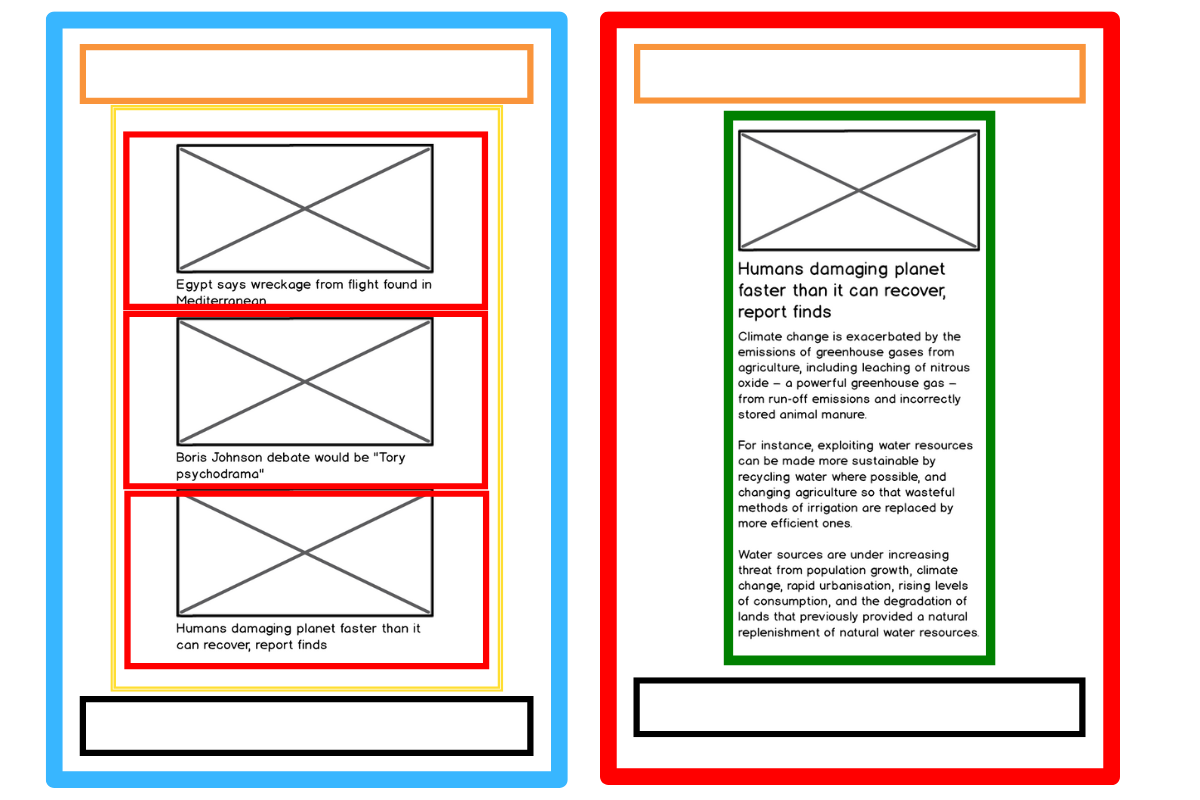 Egypt says wreckage from flight found in
Mediterranean
Boris Johnson debate would be "Tory
psychodrama"
Humans damaging planet faster than it
can recover, report finds
Humans damaging planet
faster than it can recover,
report finds
Climate change is exacerbated by the
emissions of greenhouse gases from
agriculture, including leaching of nitrous
oxide – a powerful greenhouse gas –
from run-off emissions and incorrectly
stored animal manure.
For instance, exploiting water resources
can be made more sustainable by
recycling water where possible, and
changing agriculture so that wasteful
methods of irrigation are replaced by
more efficient ones.
Water sources are under increasing
threat from population growth, climate
change, rapid urbanisation, rising levels
of consumption, and the degradation of
lands that previously provided a natural
replenishment of natural water resources.